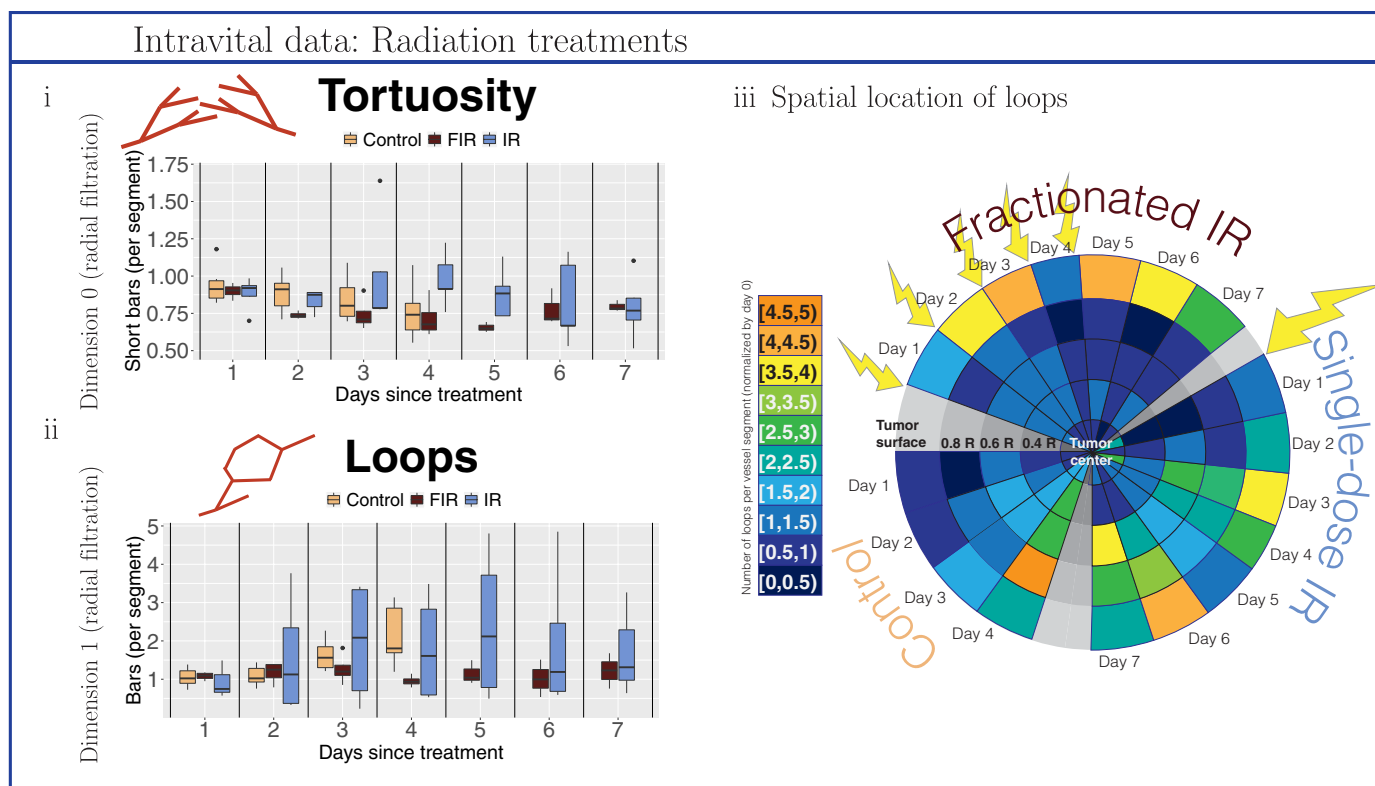 Intravital data: Radiation treatments
i
Tortuosity
Control FIR IR
Dimension 0 (radial filtration)
Short bars (per segment)
1.75
1.50
1.25
1.00
0.75
0.50
1 2 3 4 5 6 7
Days since treatment
ii
Loops
Control FIR IR
Dimension 1 (radial filtration)
Bars (per segment)
5
4
3
2
1
1 2 3 4 5 6 7
Days since treatment
iii Spatial location of loops
Number of loops per vessel segment (normalized by day 0)
[4.5,5)
[4,4.5)
[3.5,4)
[3,3.5)
[2.5,3)
[2,2.5)
[1.5,2)
[1,1.5)
[0.5,1)
[0,0.5)
Fractionated IR
Day 1
Day 2
Day 3
Day 4
Day 5
Day 6
Day 7
Single-dose IR
Day 1
Day 2
Day 3
Day 4
Day 5
Day 6
Day 7
Control
Day 1
Day 2
Day 3
Day 4
Tumor
surface
0.8 R 0.6 R 0.4 R
Tumor
center